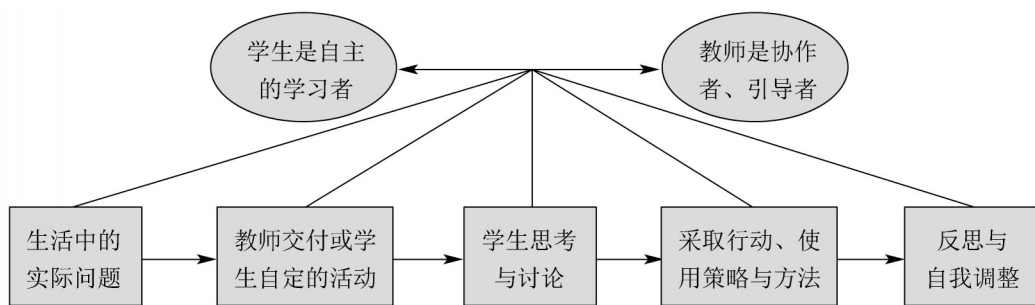 学生是自主
的学习者
教师是协作
者、引导者
生活中的
实际问题
教师交付或学
生自定的活动
学生思考
与讨论
采取行动、使
用策略与方法
反思与
自我调整